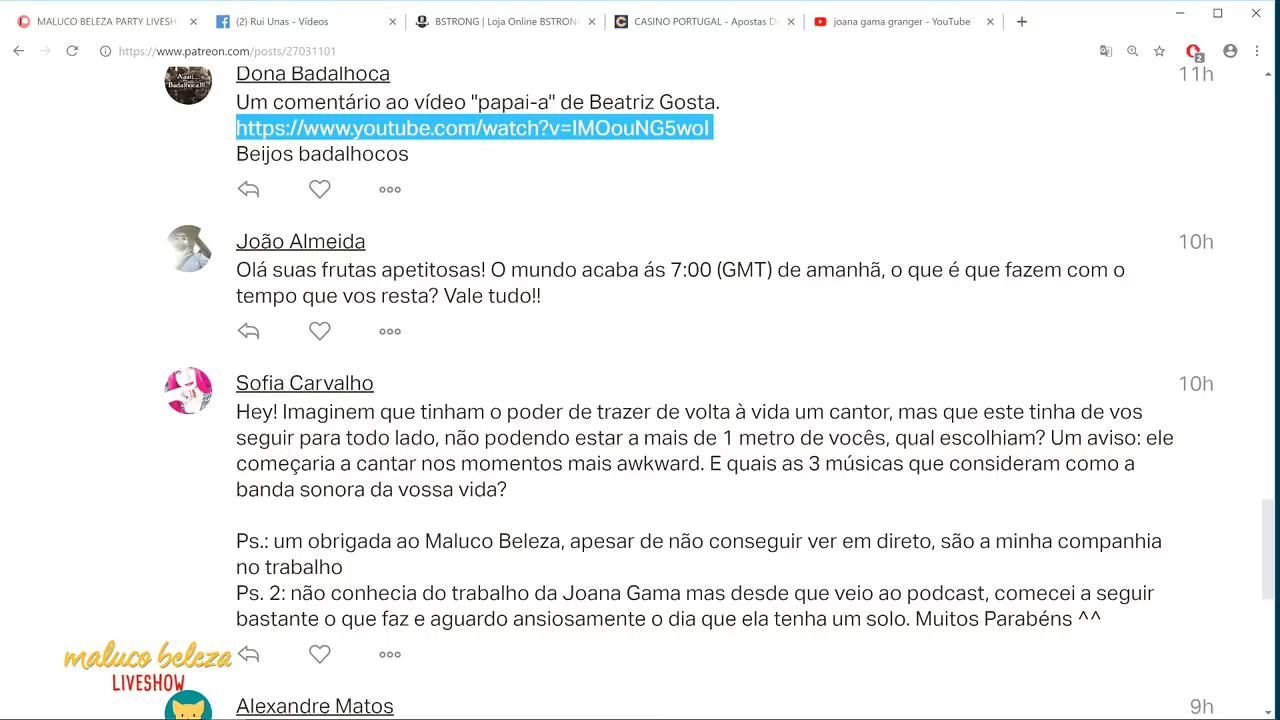 MALUCO BELEZA PARTY LIVESH
(2) Rui Unas - Vídeos
BSTRONG | Loja Online BSTRONG
CASINO PORTUGAL - Apostas De
joana gama granger - YouTube
https://www.patreon.com/posts/27031101
2
Dona Badalhoca 11h
Um comentário ao vídeo "papai-a" de Beatriz Gosta.
https://www.youtube.com/watch?v=IMOouNG5woI
Beijos badalhocos
João Almeida 10h
Olá suas frutas apetitosas! O mundo acaba ás 7:00 (GMT) de amanhã, o que é que fazem com o
tempo que vos resta? Vale tudo!!
Sofia Carvalho 10h
Hey! Imaginem que tinham o poder de trazer de volta à vida um cantor, mas que este tinha de vos
seguir para todo lado, não podendo estar a mais de 1 metro de vocês, qual escolhiam? Um aviso: ele
começaria a cantar nos momentos mais awkward. E quais as 3 músicas que consideram como a
banda sonora da vossa vida?
Ps.: um obrigada ao Maluco Beleza, apesar de não conseguir ver em direto, são a minha companhia
no trabalho
Ps. 2: não conhecia do trabalho da Joana Gama mas desde que veio ao podcast, comecei a seguir
bastante o que faz e aguardo ansiosamente o dia que ela tenha um solo. Muitos Parabéns ^^
maluco beleza
LIVESHOW
Alexandre Matos 9h